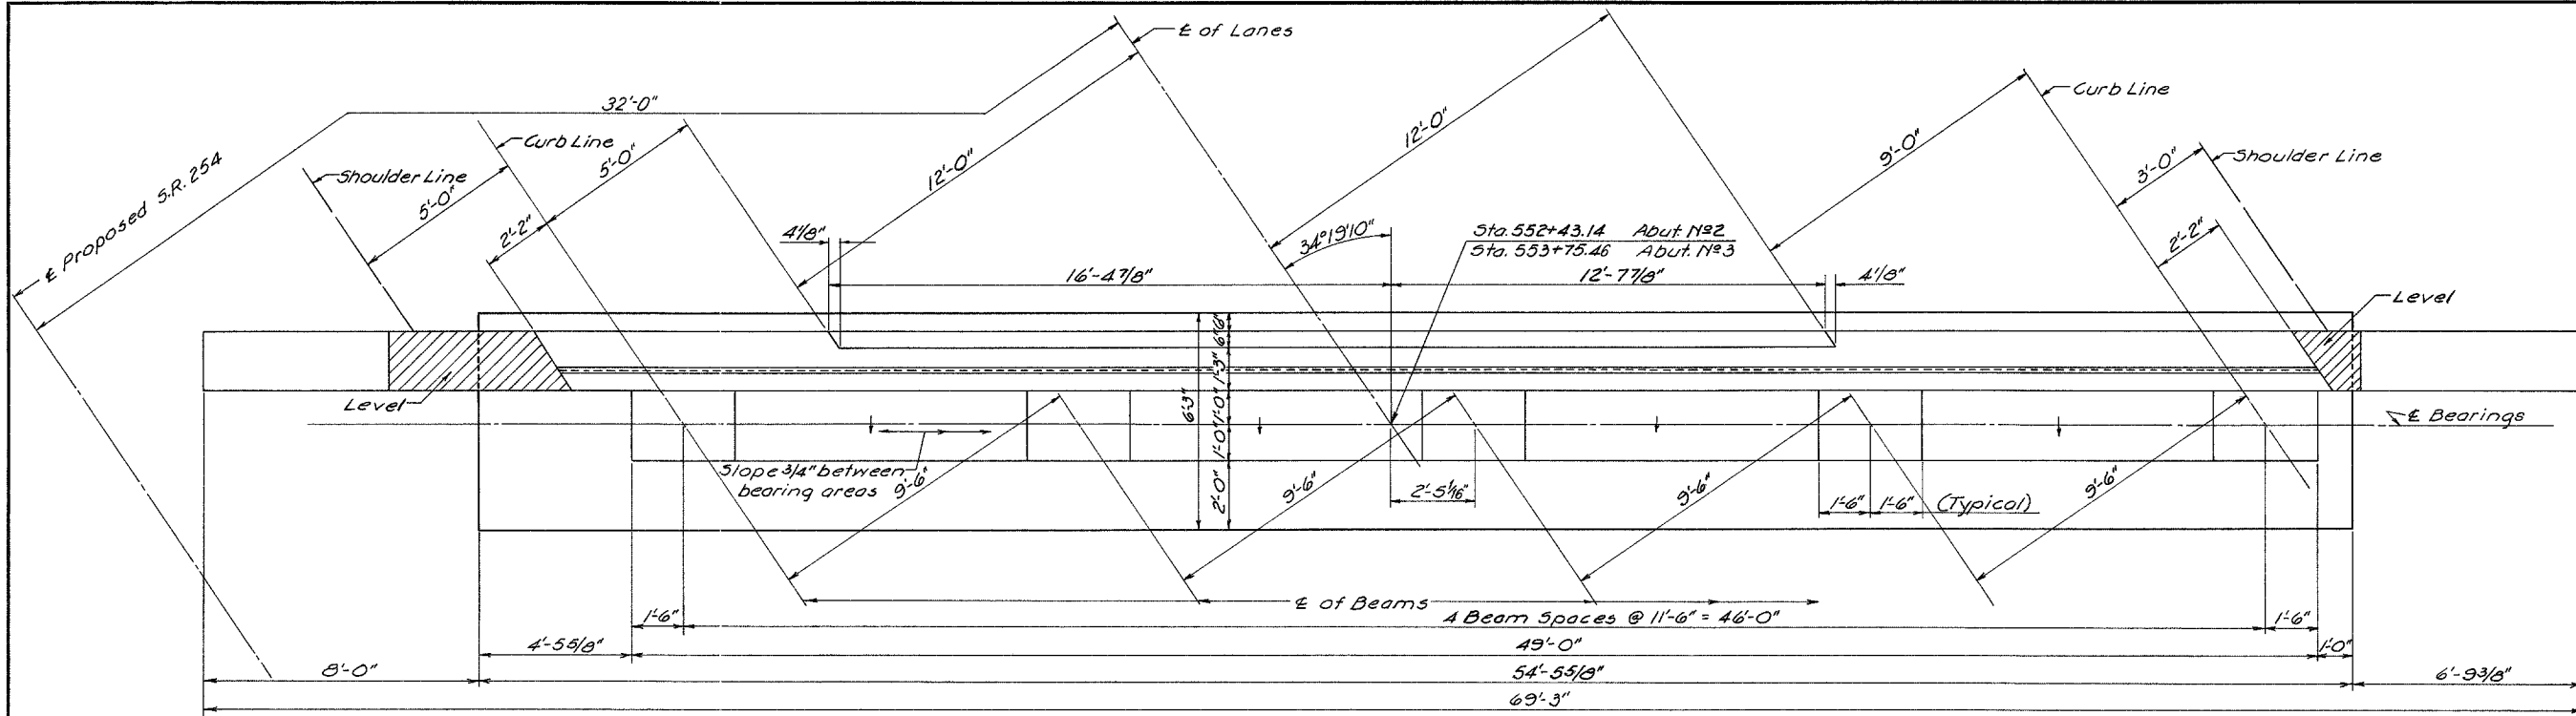 ℄ of Lanes
32'-0"
12'-0"
Curb Line
Curb Line
5'-0"
9'-0"
℄ Proposed S.R. 254
Shoulder Line
12'-0"
3'-0"
Shoulder Line
5'-0"
2'-2"
34°19'10"
Sta. 552+43.14 Abut. Nº2
Sta. 553+75.46 Abut. Nº3
2'-2"
4 1/8"
16'-4 7/8"
12'-7 7/8"
4 1/8"
Level
6"
6"
1'-3"
Level
6'-3"
1'-0"
℄ Bearings
1'-0"
Slope 3/4" between
bearing areas
9'-6"
9'-6"
9'-6"
9'-6"
2'-5 1/16"
2'-0"
1'-6" 1'-6" (Typical)
℄ of Beams
1'-6"
4 Beam Spaces @ 11'-6" = 46'-0"
1'-6"
4'-5 5/8"
49'-0"
1'-0"
8'-0"
54'-5 5/8"
6'-9 3/8"
69'-3"